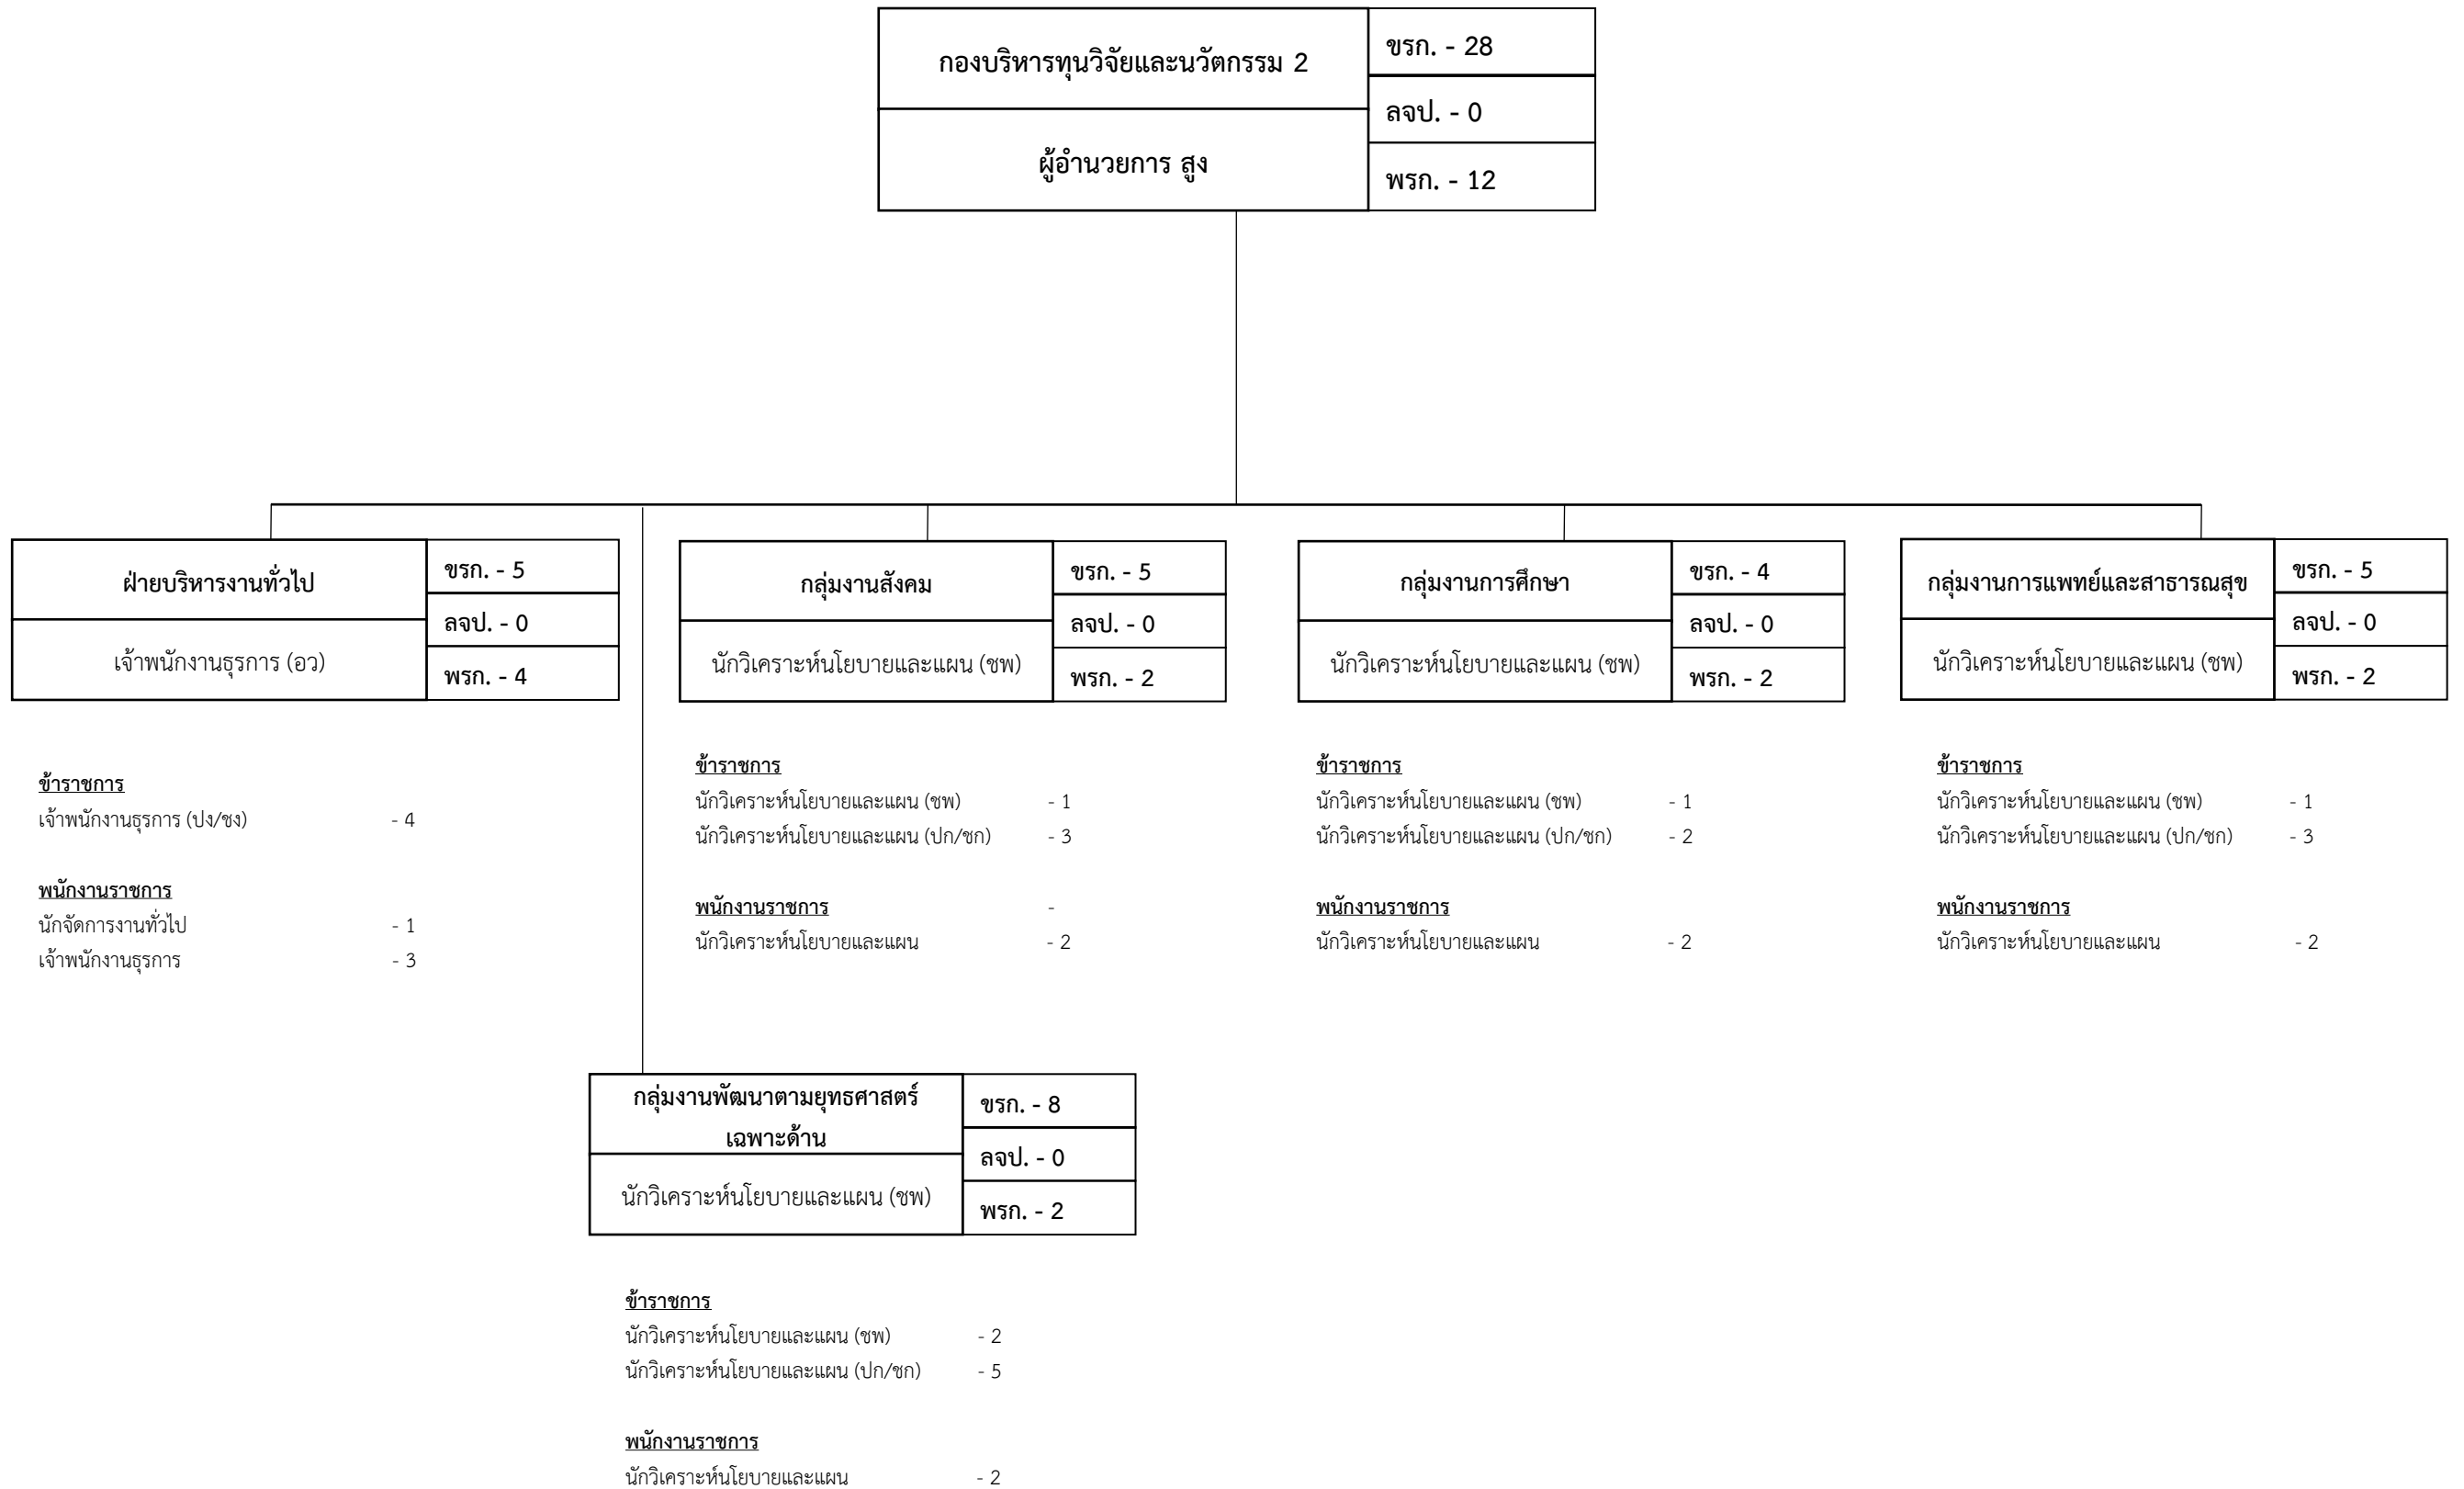 กองบริหารทุนวิจัยและนวัตกรรม 2
ผู้อำนวยการ สูง
ขรก. - 28
ลจป. - 0
พรก. - 12
ฝ่ายบริหารงานทั่วไป
เจ้าพนักงานธุรการ (อว)
ขรก. - 5
ลจป. - 0
พรก. - 4
ข้าราชการ
เจ้าพนักงานธุรการ (ปง/ชง) - 4
พนักงานราชการ
นักจัดการงานทั่วไป - 1
เจ้าพนักงานธุรการ - 3
กลุ่มงานสังคม
นักวิเคราะห์นโยบายและแผน (ชพ)
ขรก. - 5
ลจป. - 0
พรก. - 2
ข้าราชการ
นักวิเคราะห์นโยบายและแผน (ชพ) - 1
นักวิเคราะห์นโยบายและแผน (ปก/ชก) - 3
พนักงานราชการ -
นักวิเคราะห์นโยบายและแผน - 2
กลุ่มงานการศึกษา
นักวิเคราะห์นโยบายและแผน (ชพ)
ขรก. - 4
ลจป. - 0
พรก. - 2
ข้าราชการ
นักวิเคราะห์นโยบายและแผน (ชพ) - 1
นักวิเคราะห์นโยบายและแผน (ปก/ชก) - 2
พนักงานราชการ
นักวิเคราะห์นโยบายและแผน - 2
กลุ่มงานการแพทย์และสาธารณสุข
นักวิเคราะห์นโยบายและแผน (ชพ)
ขรก. - 5
ลจป. - 0
พรก. - 2
ข้าราชการ
นักวิเคราะห์นโยบายและแผน (ชพ) - 1
นักวิเคราะห์นโยบายและแผน (ปก/ชก) - 3
พนักงานราชการ
นักวิเคราะห์นโยบายและแผน - 2
กลุ่มงานพัฒนาตามยุทธศาสตร์
เฉพาะด้าน
นักวิเคราะห์นโยบายและแผน (ชพ)
ขรก. - 8
ลจป. - 0
พรก. - 2
ข้าราชการ
นักวิเคราะห์นโยบายและแผน (ชพ) - 2
นักวิเคราะห์นโยบายและแผน (ปก/ชก) - 5
พนักงานราชการ
นักวิเคราะห์นโยบายและแผน - 2